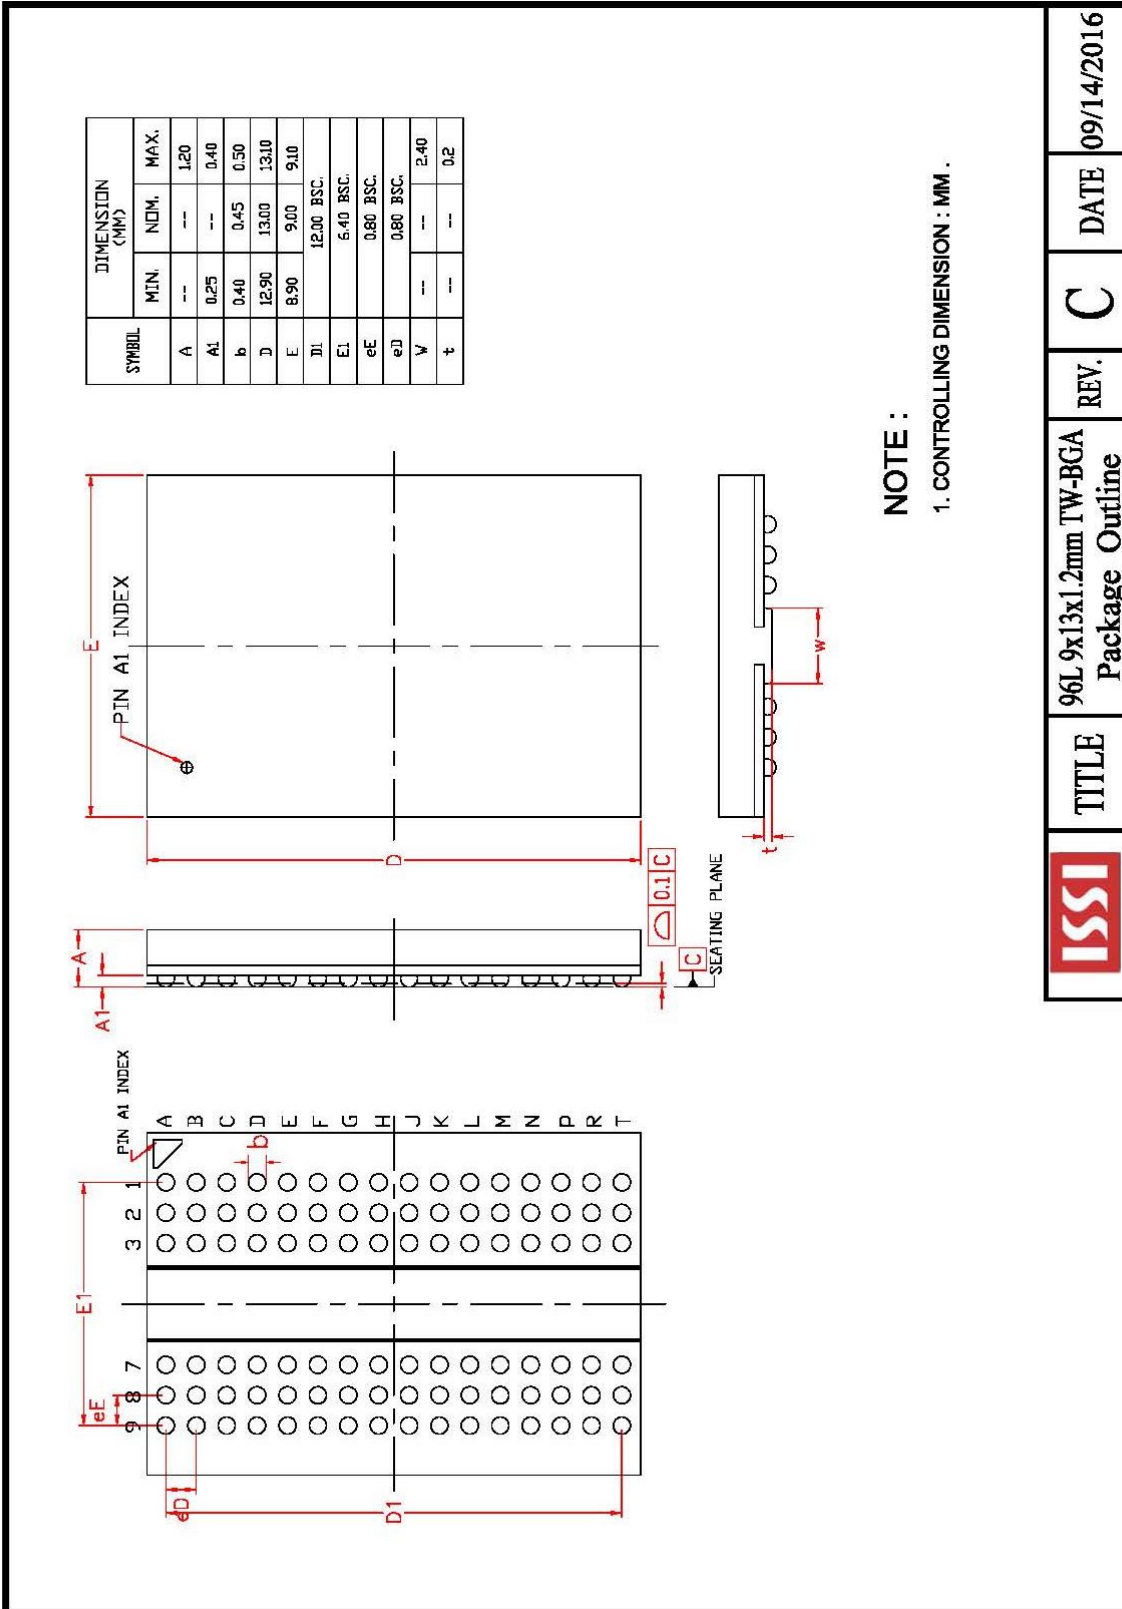 9 8 7 3 2 1
PIN A1 INDEX
E1
eE
eD
D1
b
A
B
C
D
E
F
G
H
J
K
L
M
N
P
R
T
A
A1
0.1 C
C
SEATING PLANE
E
PIN A1 INDEX
D
t
w
SYMBOL DIMENSION
(MM)
MIN. NOM. MAX.
A -- -- 1.20
A1 0.25 -- 0.40
b 0.40 0.45 0.50
D 12.90 13.00 13.10
E 8.90 9.00 9.10
D1 12.00 BSC.
E1 6.40 BSC.
eE 0.80 BSC.
eD 0.80 BSC.
W -- -- 2.40
t -- -- 0.2
NOTE :
1. CONTROLLING DIMENSION : MM .
ISSI TITLE 96L 9x13x1.2mm TW-BGA
Package Outline REV. C DATE 09/14/2016